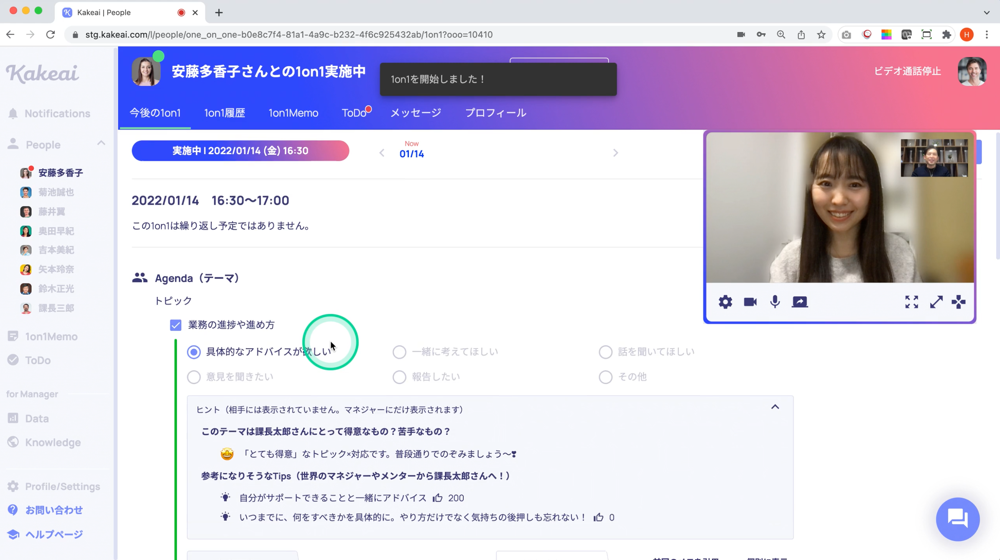 Kakeai | People
stg.kakeai.com/l/people/one_on_one-b0e8c7f4-81a1-4a9c-b232-4f6c925432ab/1on1?ooo=10410
H
Kakeai
Notifications
People
安藤多香子
菊池誠也
藤井翼
奥田早紀
吉本美紀
矢本玲奈
鈴木正光
課長三郎
1on1Memo
ToDo
for Manager
Data
Knowledge
Profile/Settings
お問い合わせ
ヘルプページ
安藤多香子さんとの1on1実施中
1on1を開始しました！
ビデオ通話停止
今後の1on1
1on1履歴
1on1Memo
ToDo
メッセージ
プロフィール
実施中 | 2022/01/14 (金) 16:30
Now
01/14
2022/01/14 16:30〜17:00
この1on1は繰り返し予定ではありません。
Agenda（テーマ）
トピック
業務の進捗や進め方
具体的なアドバイスが欲しい
一緒に考えてほしい
話を聞いてほしい
意見を聞きたい
報告したい
その他
ヒント（相手には表示されていません。マネジャーにだけ表示されます）
このテーマは課長太郎さんにとって得意なもの？苦手なもの？
「とても得意」なトピック×対応です。普段通りでのぞみましょう〜❣
参考になりそうなTips（世界のマネジャーやメンターから課長太郎さんへ！）
自分がサポートできることと一緒にアドバイス 200
いつまでに、何をすべきかを具体的に。やり方だけでなく気持ちの後押しも忘れない！ 0